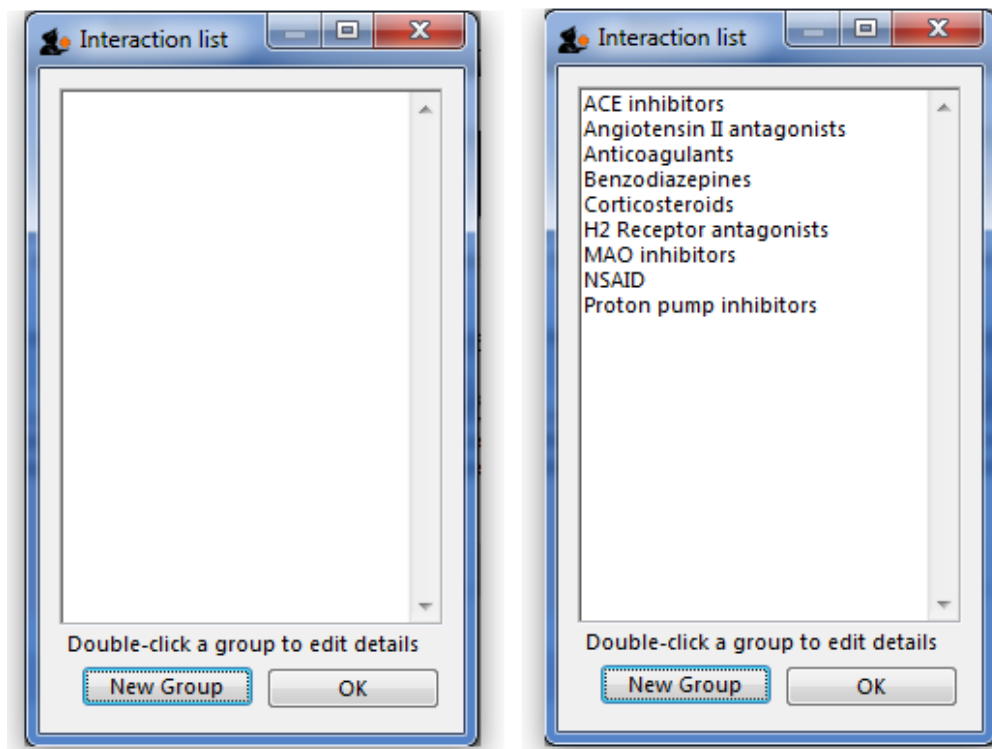 Interaction list
Double-click a group to edit details
New Group
OK
Interaction list
ACE inhibitors
Angiotensin II antagonists
Anticoagulants
Benzodiazepines
Corticosteroids
H2 Receptor antagonists
MAO inhibitors
NSAID
Proton pump inhibitors
Double-click a group to edit details
New Group
OK